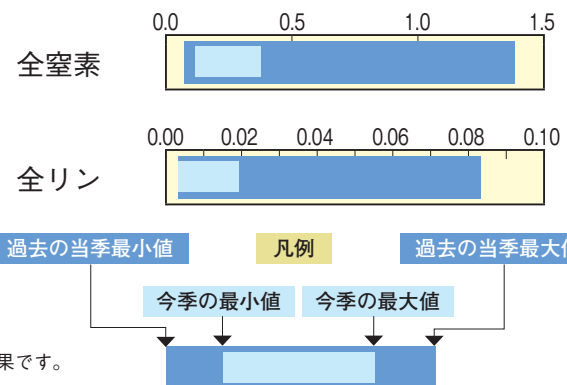 0.0 0.5 1.0 1.5
全窒素
0.00 0.02 0.04 0.06 0.08 0.10
全リン
過去の当季最小値 凡例 過去の当季最大値
今季の最小値 今季の最大値
果です。